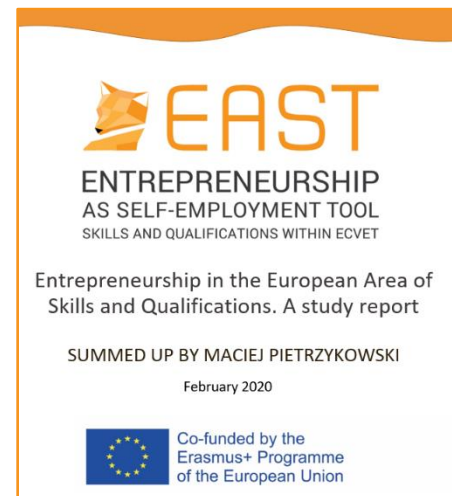 EAST
ENTREPRENEURSHIP
AS SELF-EMPLOYMENT TOOL
SKILLS AND QUALIFICATIONS WITHIN ECVET
Entrepreneurship in the European Area of
Skills and Qualifications. A study report
SUMMED UP BY MACIEJ PIETRZYKOWSKI
February 2020
Co-funded by the
Erasmus+ Programme
of the European Union